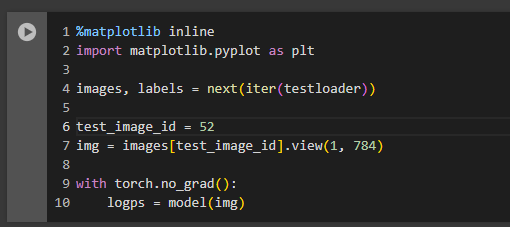 1 %matplotlib inline
2 import matplotlib.pyplot as plt
3
4 images, labels = next(iter(testloader))
5
6 test_image_id = 52
7 img = images[test_image_id].view(1, 784)
8
9 with torch.no_grad():
10     logps = model(img)